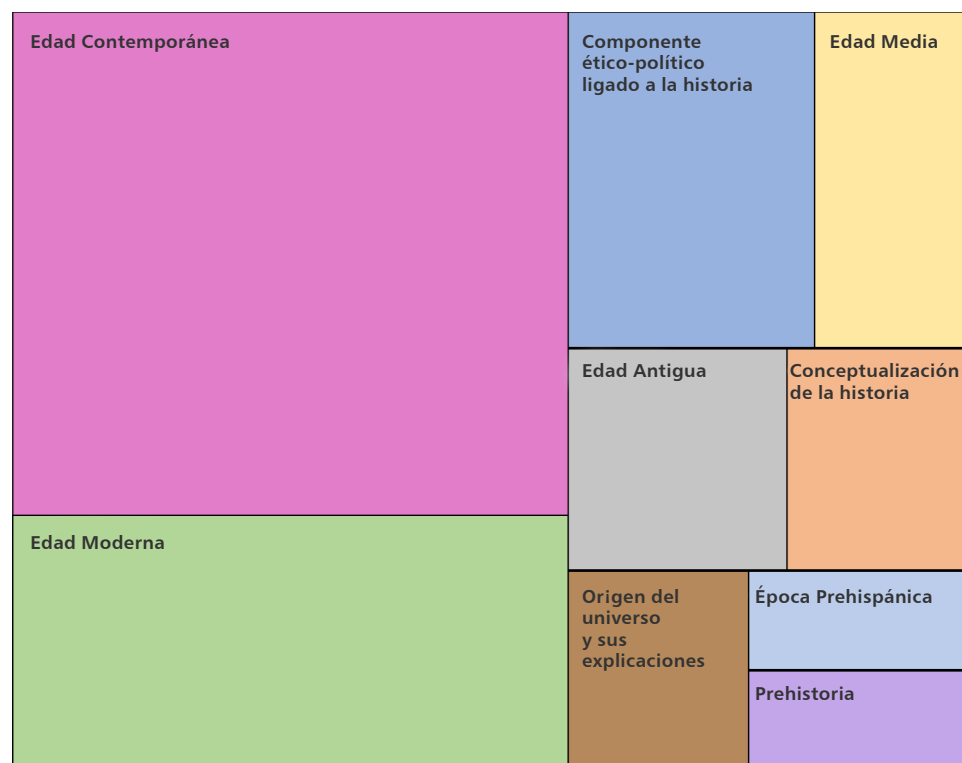 Edad Contemporánea
Componente
ético-político
ligado a la historia
Edad Media
Edad Antigua
Conceptualización
de la historia
Edad Moderna
Origen del
universo
y sus
explicaciones
Época Prehispánica
Prehistoria